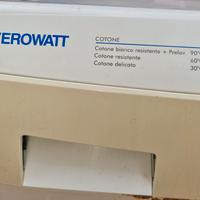 ZEROWATT
COTONE
Cotone bianco resistente + Prelav. 90°
Cotone resistente 60°
Cotone delicato 30°